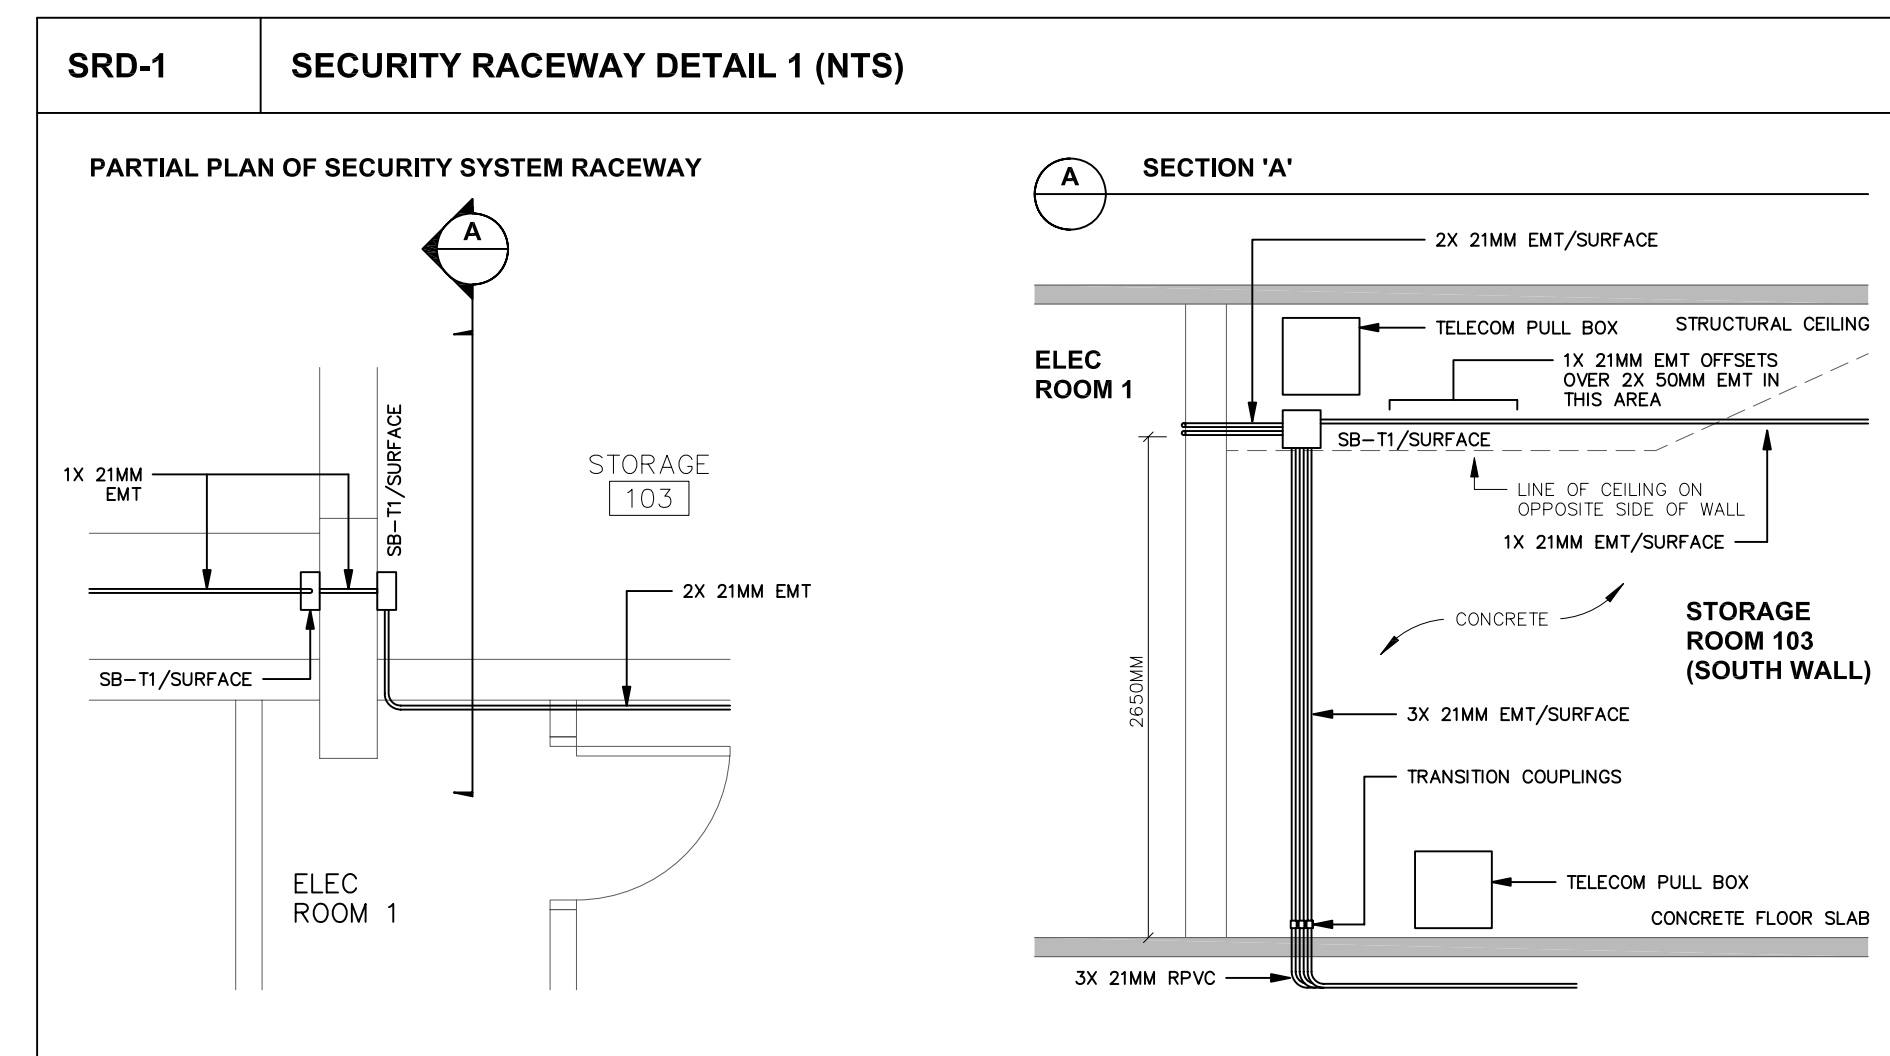 SRD-1
SECURITY RACEWAY DETAIL 1 (NTS)
PARTIAL PLAN OF SECURITY SYSTEM RACEWAY
A
SB-T1/SURFACE
1X 21MM
EMT
STORAGE
103
2X 21MM EMT
SB-T1/SURFACE
ELEC
ROOM 1
A
SECTION 'A'
2X 21MM EMT/SURFACE
TELECOM PULL BOX
STRUCTURAL CEILING
ELEC
ROOM 1
1X 21MM EMT OFFSETS
OVER 2X 50MM EMT IN
THIS AREA
SB-T1/SURFACE
LINE OF CEILING ON
OPPOSITE SIDE OF WALL
1X 21MM EMT/SURFACE
CONCRETE
STORAGE
ROOM 103
(SOUTH WALL)
2650MM
3X 21MM EMT/SURFACE
TRANSITION COUPLINGS
TELECOM PULL BOX
CONCRETE FLOOR SLAB
3X 21MM RPVC